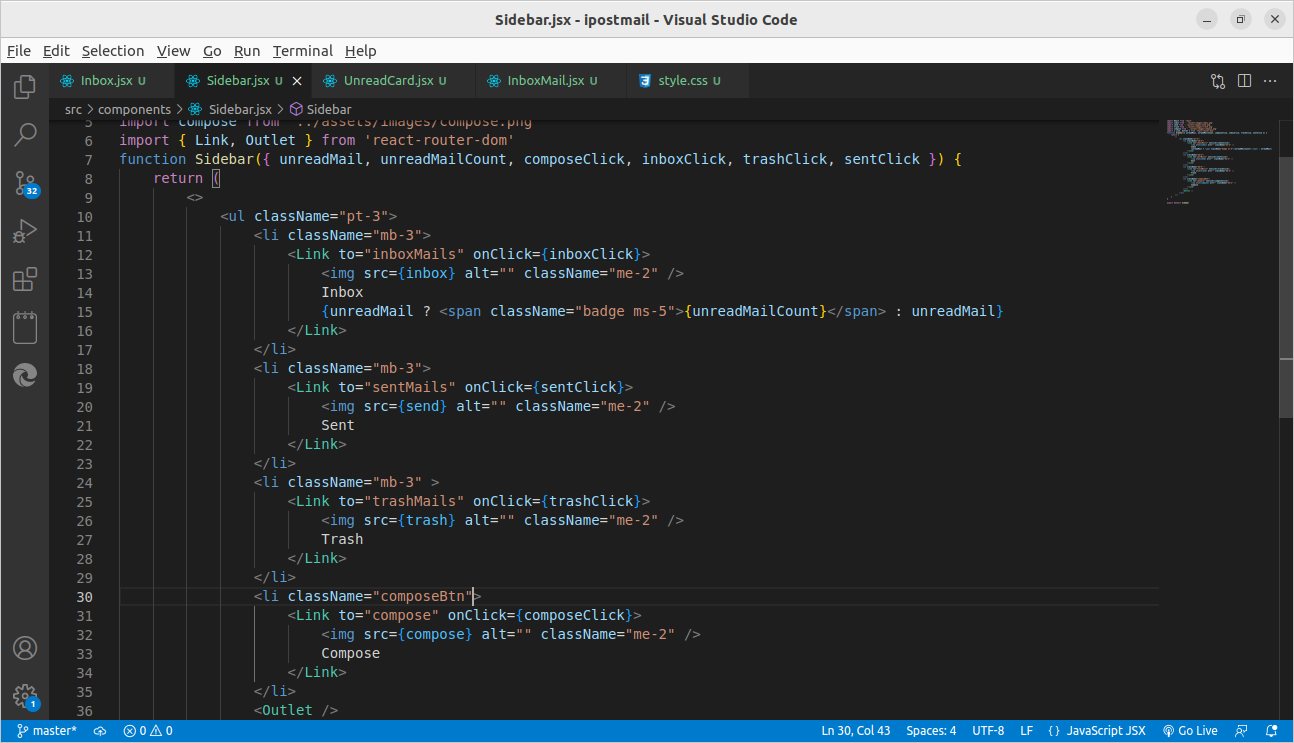 Sidebar.jsx - ipostmail - Visual Studio Code
File Edit Selection View Go Run Terminal Help
Inbox.jsx U Sidebar.jsx U UnreadCard.jsx U InboxMail.jsx U style.css U
src > components > Sidebar.jsx > Sidebar
5 import compose from '../assets/images/compose.png'
6 import { Link, Outlet } from 'react-router-dom'
7 function Sidebar({ unreadMail, unreadMailCount, composeClick, inboxClick, trashClick, sentClick }) {
8 return (
9 <>
10 <ul className="pt-3">
11 <li className="mb-3">
12 <Link to="inboxMails" onClick={inboxClick}>
13 <img src={inbox} alt="" className="me-2" />
14 Inbox
15 {unreadMail ? <span className="badge ms-5">{unreadMailCount}</span> : unreadMail}
16 </Link>
17 </li>
18 <li className="mb-3">
19 <Link to="sentMails" onClick={sentClick}>
20 <img src={send} alt="" className="me-2" />
21 Sent
22 </Link>
23 </li>
24 <li className="mb-3" >
25 <Link to="trashMails" onClick={trashClick}>
26 <img src={trash} alt="" className="me-2" />
27 Trash
28 </Link>
29 </li>
30 <li className="composeBtn">
31 <Link to="compose" onClick={composeClick}>
32 <img src={compose} alt="" className="me-2" />
33 Compose
34 </Link>
35 </li>
36 <Outlet />
32
1
master* 0 0 Ln 30, Col 43 Spaces: 4 UTF-8 LF {} JavaScript JSX Go Live